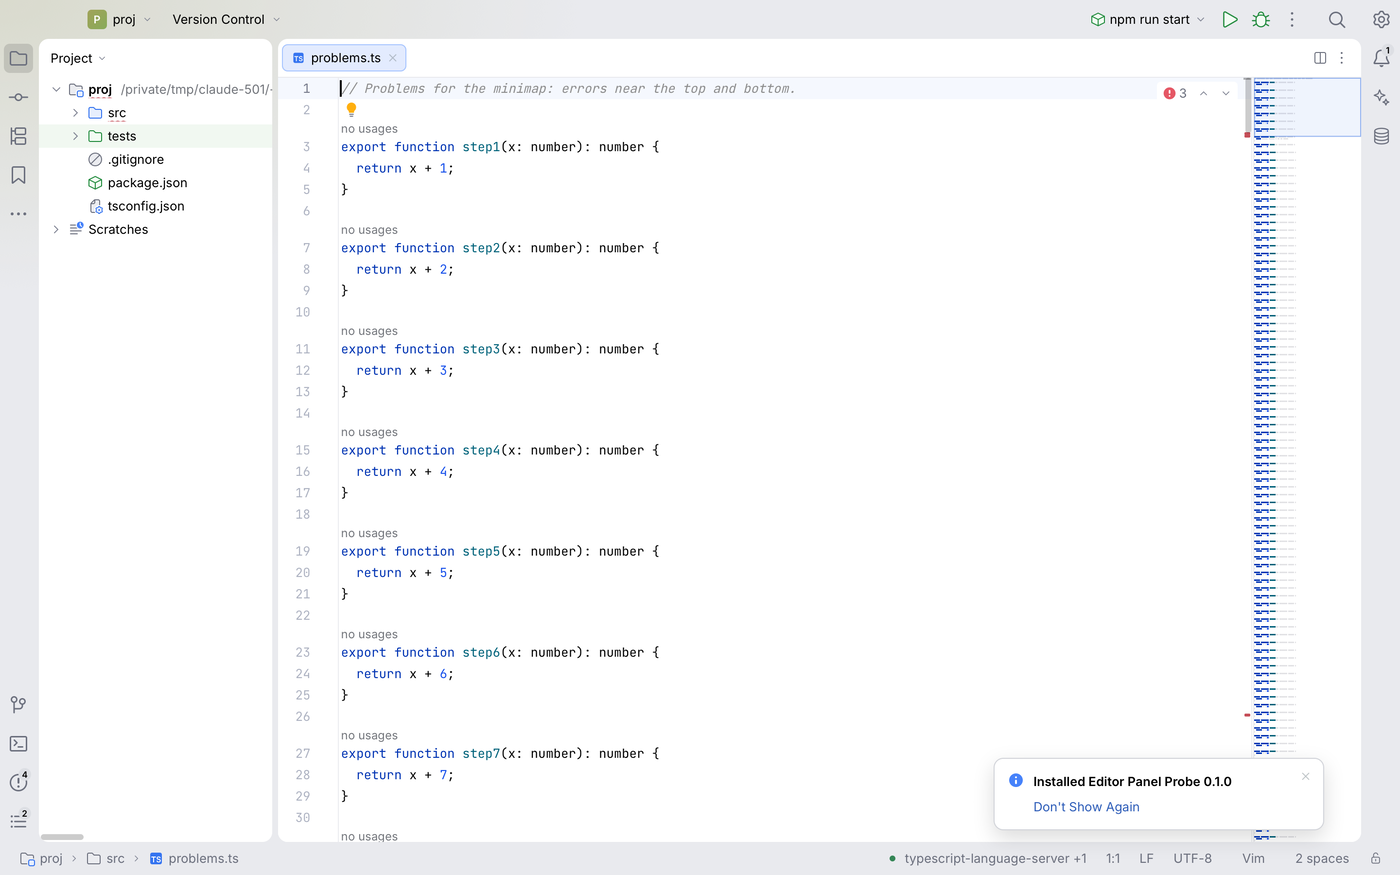 P proj Version Control npm run start
Project
problems.ts
proj /private/tmp/claude-501/-
src
tests
.gitignore
package.json
tsconfig.json
Scratches
1 // Problems for the minimap: errors near the top and bottom.
3
2
no usages
3 export function step1(x: number): number {
4 return x + 1;
5 }
6
no usages
7 export function step2(x: number): number {
8 return x + 2;
9 }
10
no usages
11 export function step3(x: number): number {
12 return x + 3;
13 }
14
no usages
15 export function step4(x: number): number {
16 return x + 4;
17 }
18
no usages
19 export function step5(x: number): number {
20 return x + 5;
21 }
22
no usages
23 export function step6(x: number): number {
24 return x + 6;
25 }
26
no usages
27 export function step7(x: number): number {
28 return x + 7;
29 }
30
no usages
1
4
2
Installed Editor Panel Probe 0.1.0
Don't Show Again
proj src problems.ts typescript-language-server +1 1:1 LF UTF-8 Vim 2 spaces